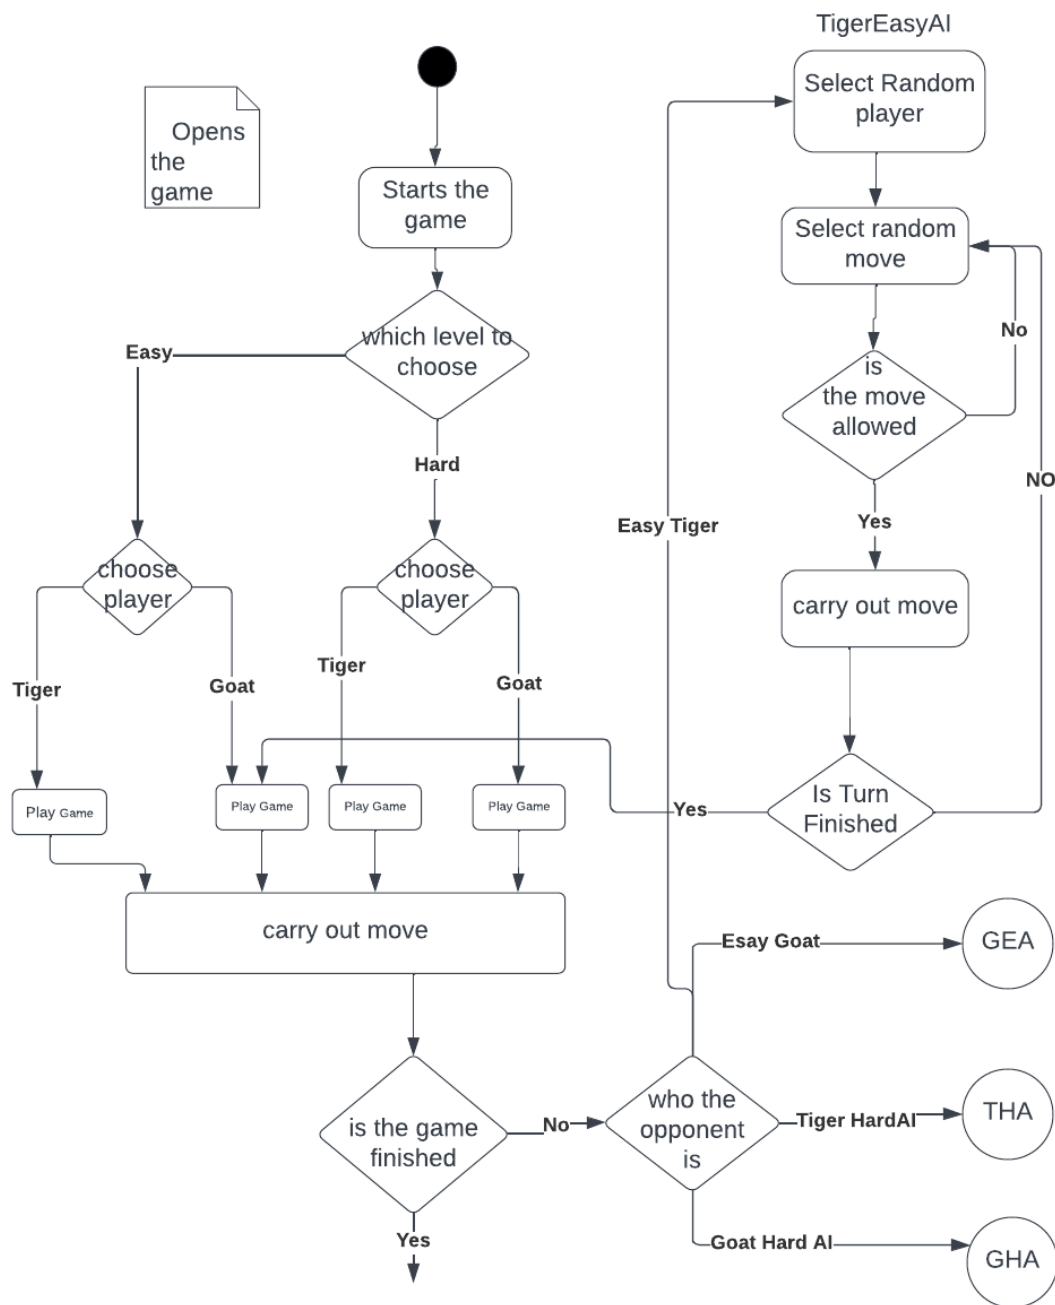 TigerEasyAI
Select Random
player
Opens
the
game
Starts the
game
Select random
move
which level to
choose
Easy
No
is
the move
allowed
Hard
NO
Easy Tiger
Yes
choose
player
choose
player
carry out move
Tiger
Goat
Tiger
Goat
Play Game
Play Game
Play Game
Play Game
Yes
Is Turn
Finished
carry out move
Esay Goat
GEA
is the game
finished
No
who the
opponent
is
Tiger HardAI
THA
Yes
Goat Hard AI
GHA